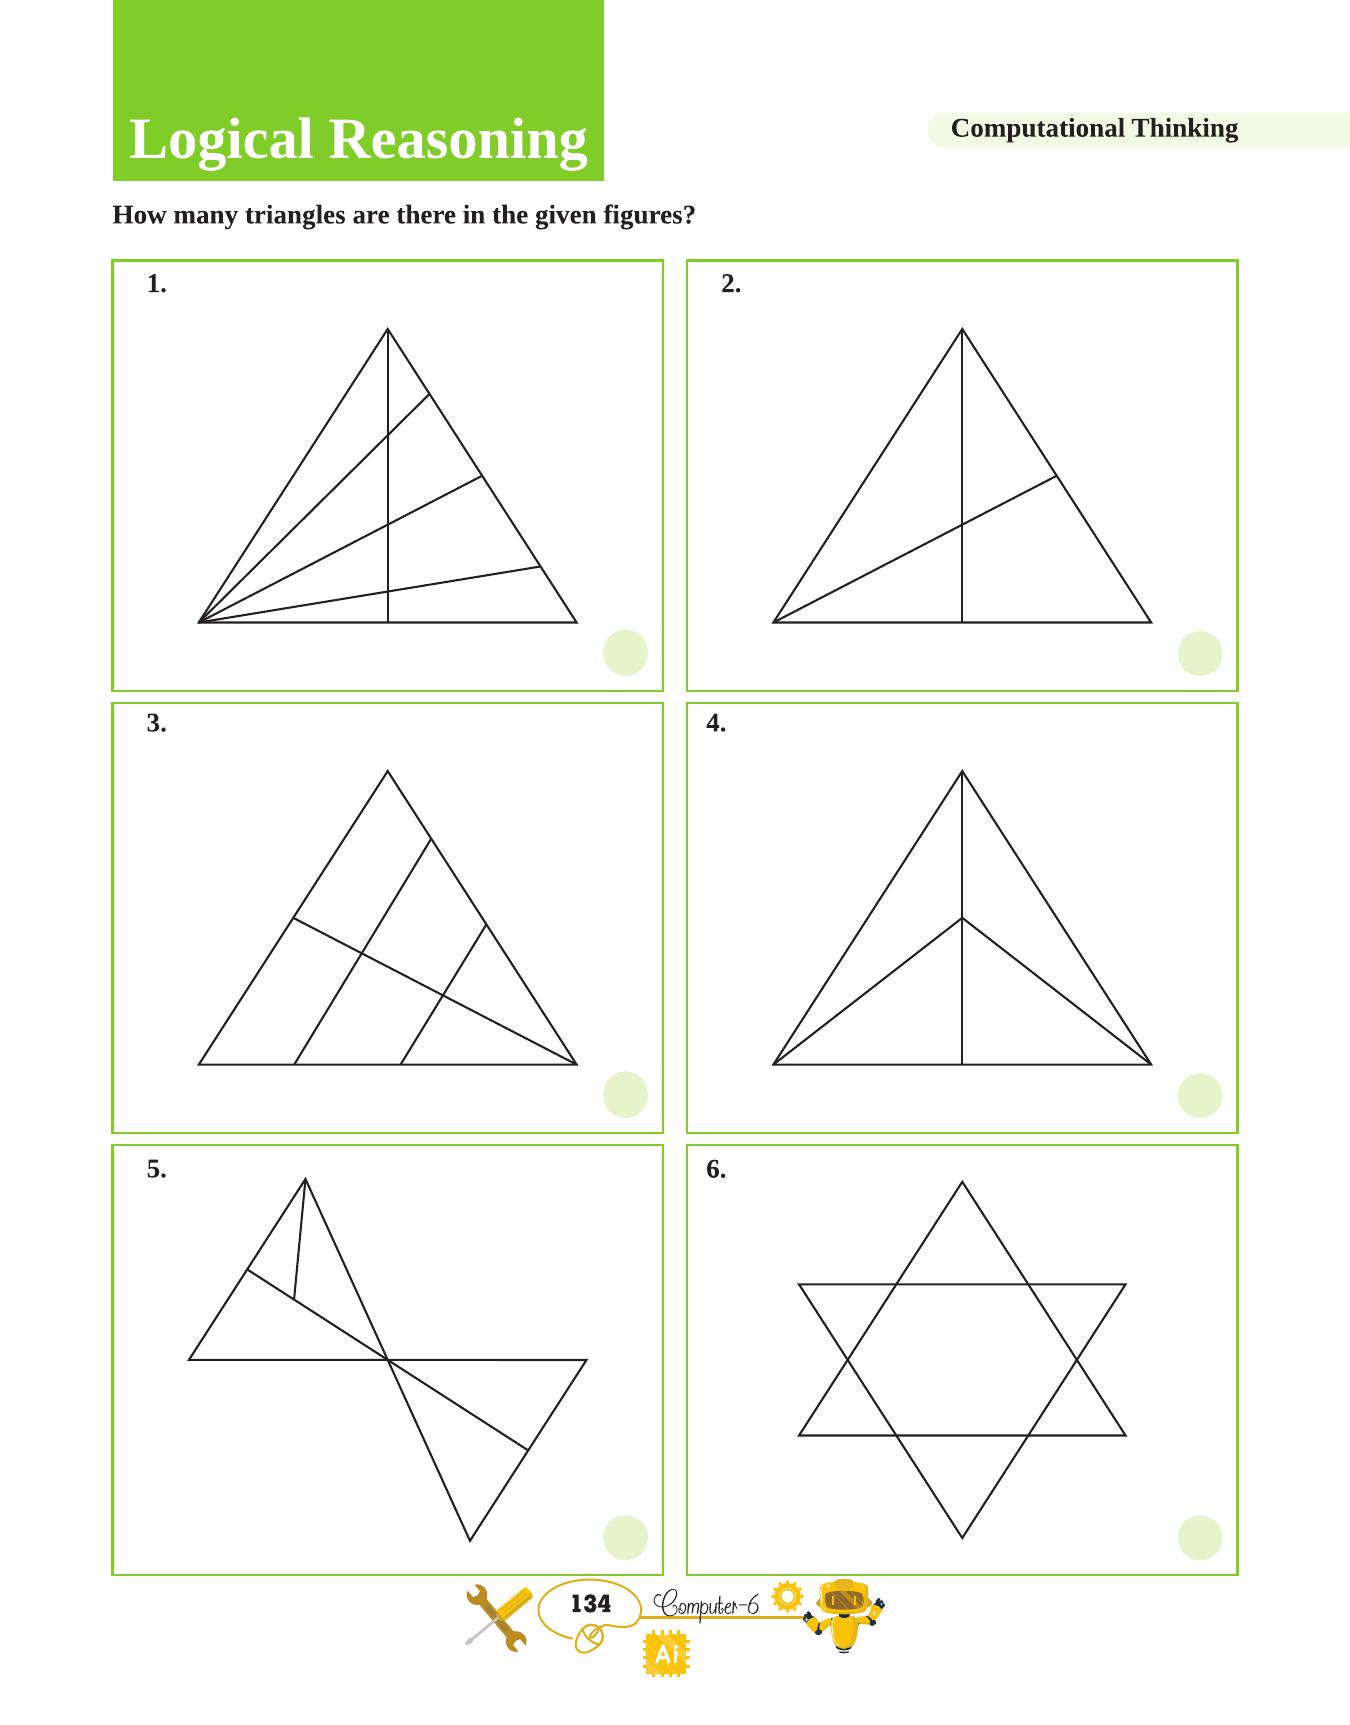 Logical Reasoning
Computational Thinking
How many triangles are there in the given figures?
1.
2.
3.
4.
5.
6.
134
Computer-6
Ai